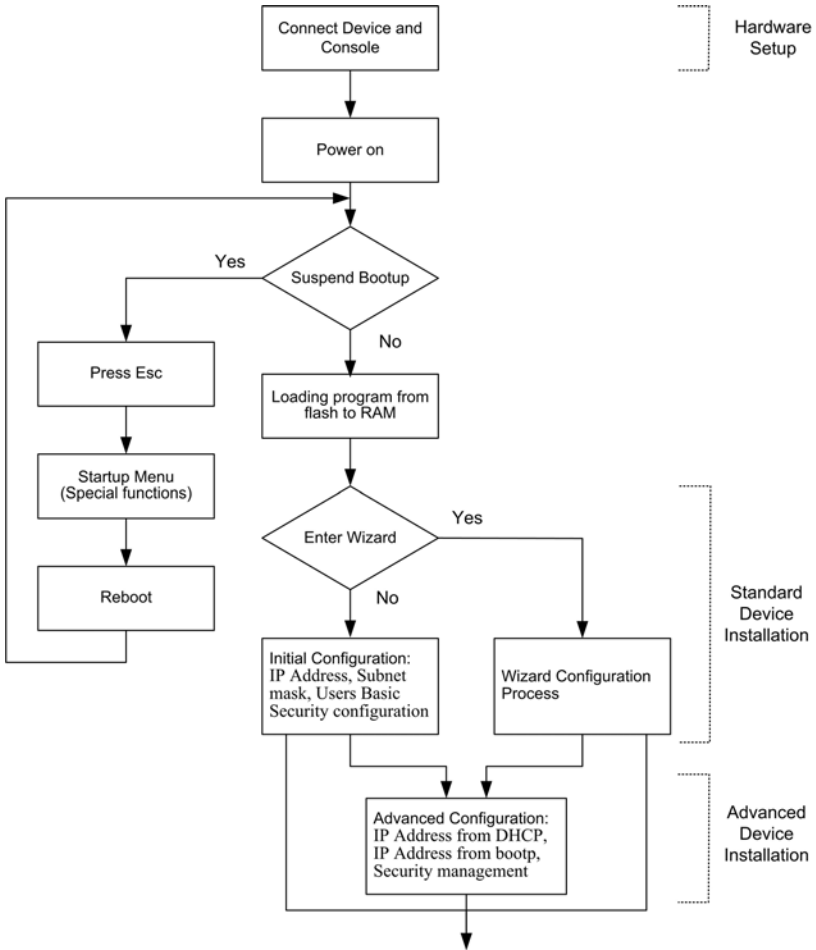 Connect Device and
Console
Hardware
Setup
Power on
Yes
Suspend Bootup
No
Press Esc
Loading program from
flash to RAM
Startup Menu
(Special functions)
Yes
Enter Wizard
Reboot
No
Standard
Device
Installation
Initial Configuration:
IP Address, Subnet
mask, Users Basic
Security configuration
Wizard Configuration
Process
Advanced Configuration:
IP Address from DHCP,
IP Address from bootp,
Security management
Advanced
Device
Installation